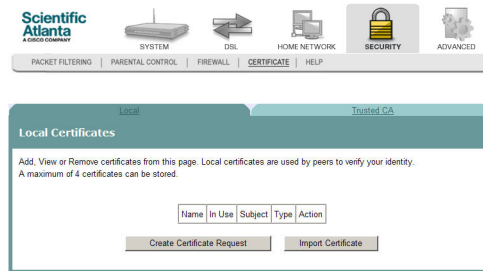 Scientific
Atlanta
A CISCO COMPANY
SYSTEM DSL HOME NETWORK SECURITY ADVANCED
PACKET FILTERING | PARENTAL CONTROL | FIREWALL | CERTIFICATE | HELP
Local Trusted CA
Local Certificates
Add, View or Remove certificates from this page. Local certificates are used by peers to verify your identity.
A maximum of 4 certificates can be stored.
Name In Use Subject Type Action
Create Certificate Request Import Certificate